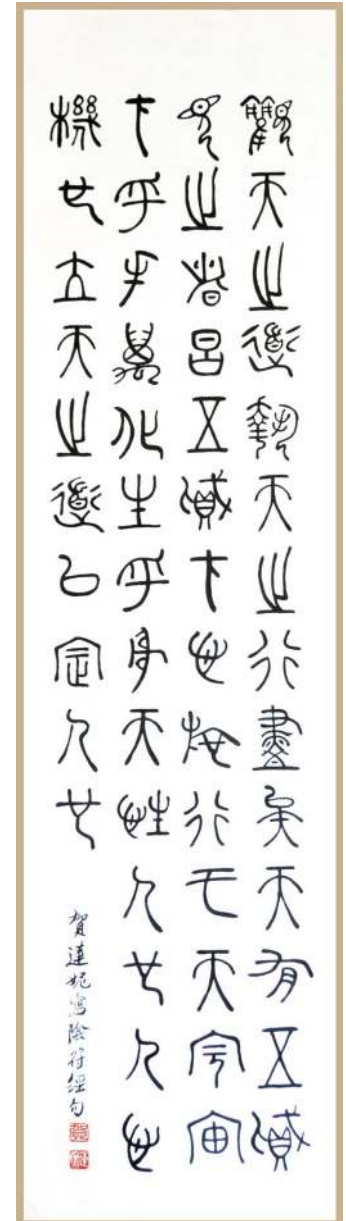 觀天之道執天之行盡矣天有五賊
見之者昌五賊在心施行于天宇宙
在乎手萬化生乎身天性人也人心
機也立天之道以定人也
賀達妮寫陰符經句